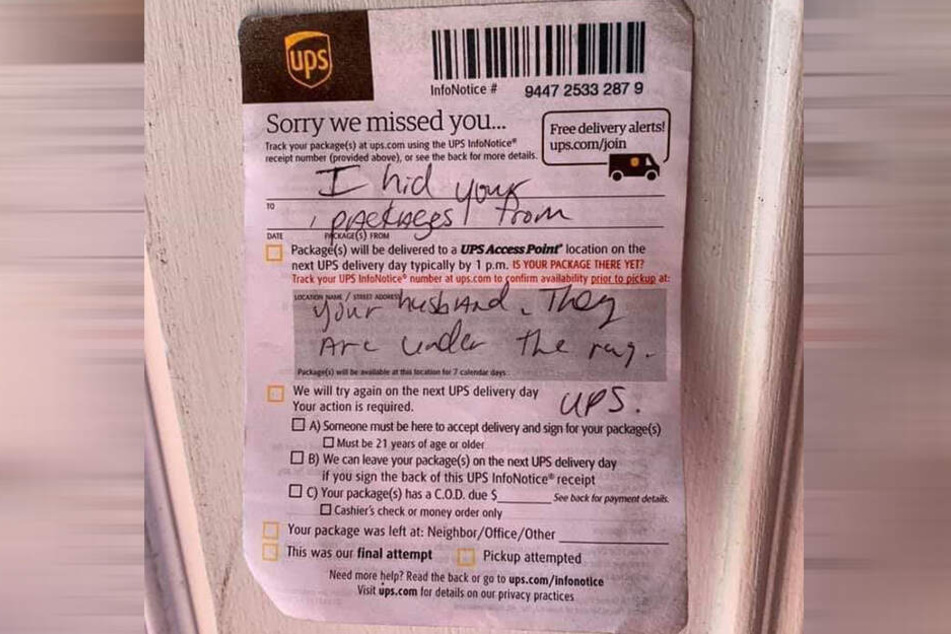 ups
InfoNotice # 9447 2533 287 9
Sorry we missed you...
Free delivery alerts!
ups.com/join
Track your package(s) at ups.com using the UPS InfoNotice®
receipt number (provided above), or see the back for more details.
I hid your
TO
packages from
DATE PACKAGE(S) FROM
Package(s) will be delivered to a UPS Access Point® location on the
next UPS delivery day typically by 1 p.m. IS YOUR PACKAGE THERE YET?
Track your UPS InfoNotice® number at ups.com to confirm availability prior to pickup at:
LOCATION NAME / STREET ADDRESS
your husband. They
Are under the rug.
Package(s) will be available at this location for 7 calendar days.
We will try again on the next UPS delivery day
UPS.
Your action is required.
A) Someone must be here to accept delivery and sign for your package(s)
Must be 21 years of age or older
B) We can leave your package(s) on the next UPS delivery day
if you sign the back of this UPS InfoNotice® receipt
C) Your package(s) has a C.O.D. due $ See back for payment details.
Cashier's check or money order only
Your package was left at: Neighbor/Office/Other
This was our final attempt Pickup attempted
Need more help? Read the back or go to ups.com/infonotice
Visit ups.com for details on our privacy practices